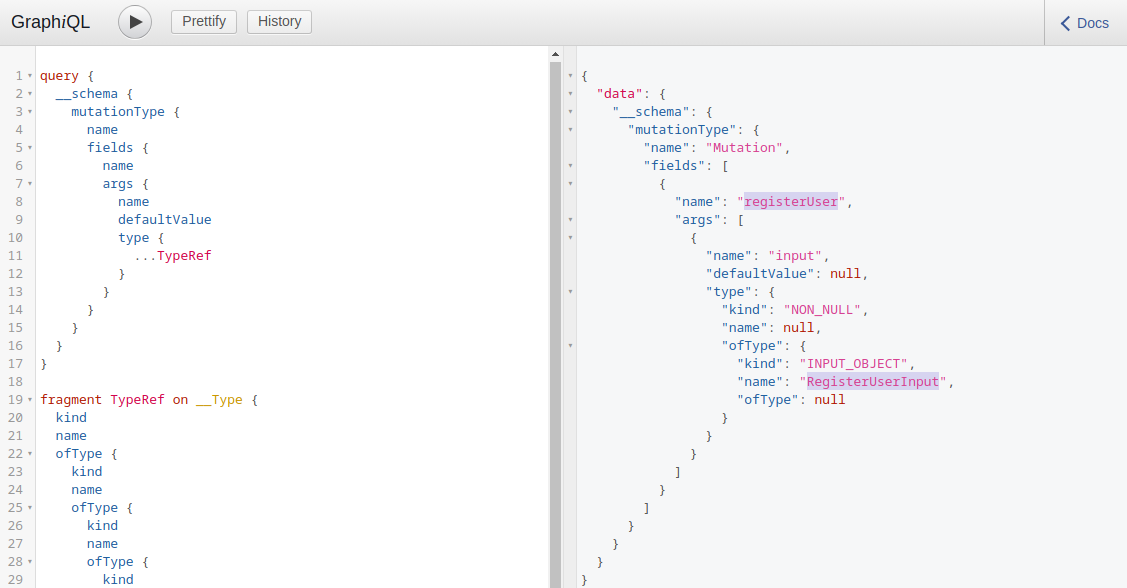 GraphiQL
Prettify
History
Docs
1 query {
2   __schema {
3     mutationType {
4       name
5       fields {
6         name
7         args {
8           name
9           defaultValue
10           type {
11             ...TypeRef
12           }
13         }
14       }
15     }
16   }
17 }
18
19 fragment TypeRef on __Type {
20   kind
21   name
22   ofType {
23     kind
24     name
25     ofType {
26       kind
27       name
28       ofType {
29         kind
{
  "data": {
    "__schema": {
      "mutationType": {
        "name": "Mutation",
        "fields": [
          {
            "name": "registerUser",
            "args": [
              {
                "name": "input",
                "defaultValue": null,
                "type": {
                  "kind": "NON_NULL",
                  "name": null,
                  "ofType": {
                    "kind": "INPUT_OBJECT",
                    "name": "RegisterUserInput",
                    "ofType": null
                  }
                }
              }
            ]
          }
        ]
      }
    }
  }
}